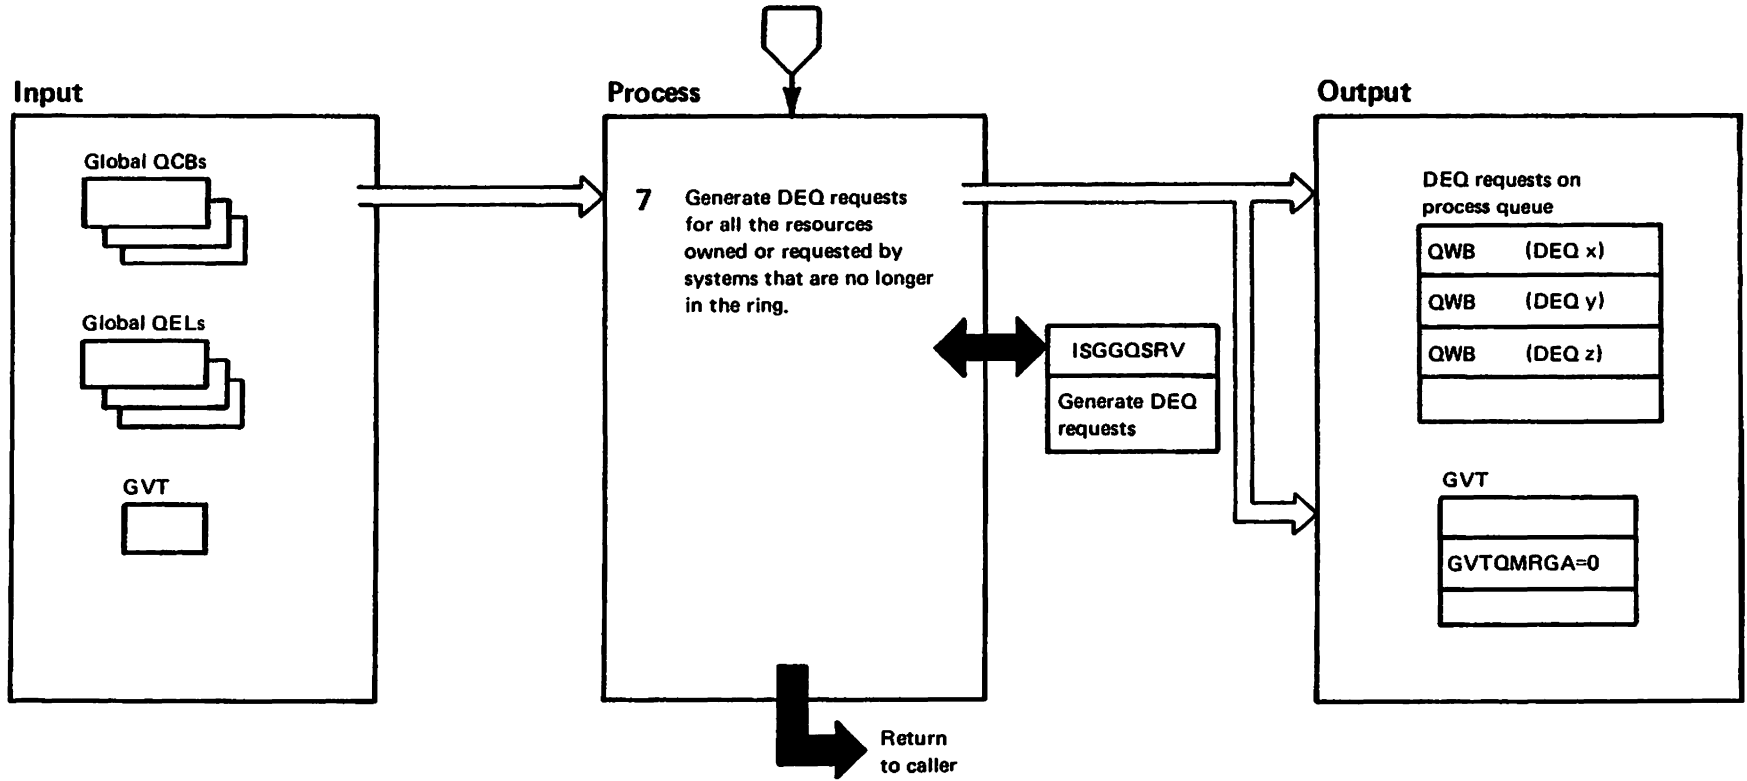 Input
Process
Output
Global QCBs
Global QELs
GVT
7 Generate DEQ requests
for all the resources
owned or requested by
systems that are no longer
in the ring.
ISGGQSRV
Generate DEQ
requests
Return
to caller
DEQ requests on
process queue
QWB (DEQ x)
QWB (DEQ y)
QWB (DEQ z)
GVT
GVTQMRGA=0